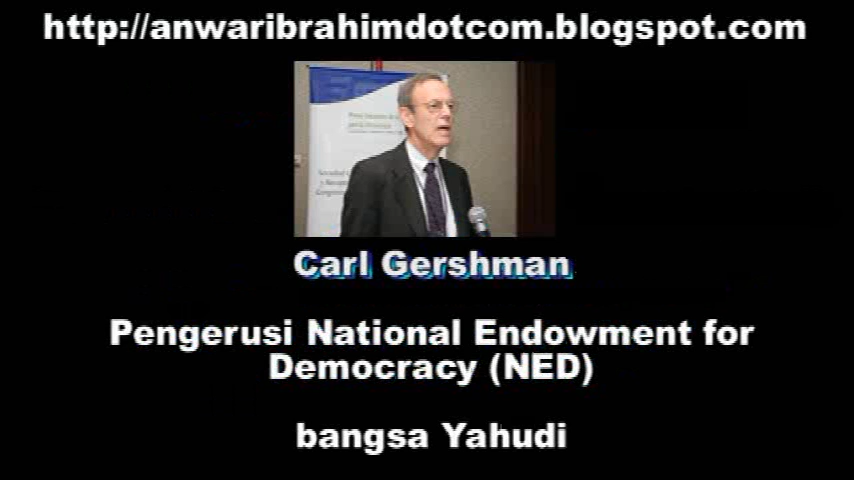 http://anwaribrahimdotcom.blogspot.com
Carl Gershman
Pengerusi National Endowment for
Democracy (NED)
bangsa Yahudi